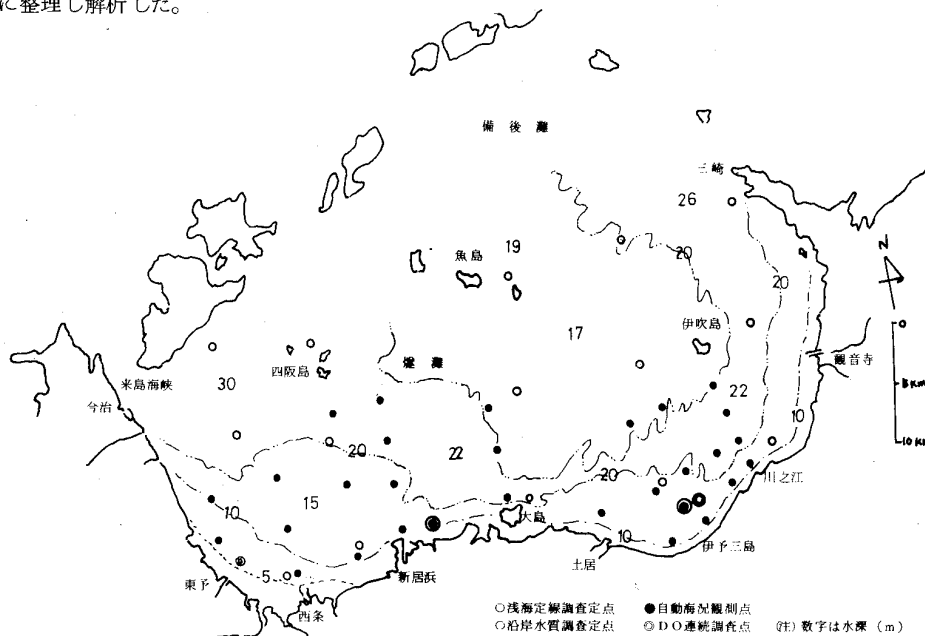 に整理し解析した。
備後灘
三崎
26
N
19
魚島
20
20
0
17
伊吹島
燧灘
四阪島
来島海峡
30
観音寺
5km
今治
22
10
10km
20
22
20
15
川之江
10
大島
10
伊予三島
土居
5
新居浜
東予
西条
○浅海定線調査定点 ●自動海況観測点
○沿岸水質調査定点 ◎DO連続調査点 (注)数字は水深(m)